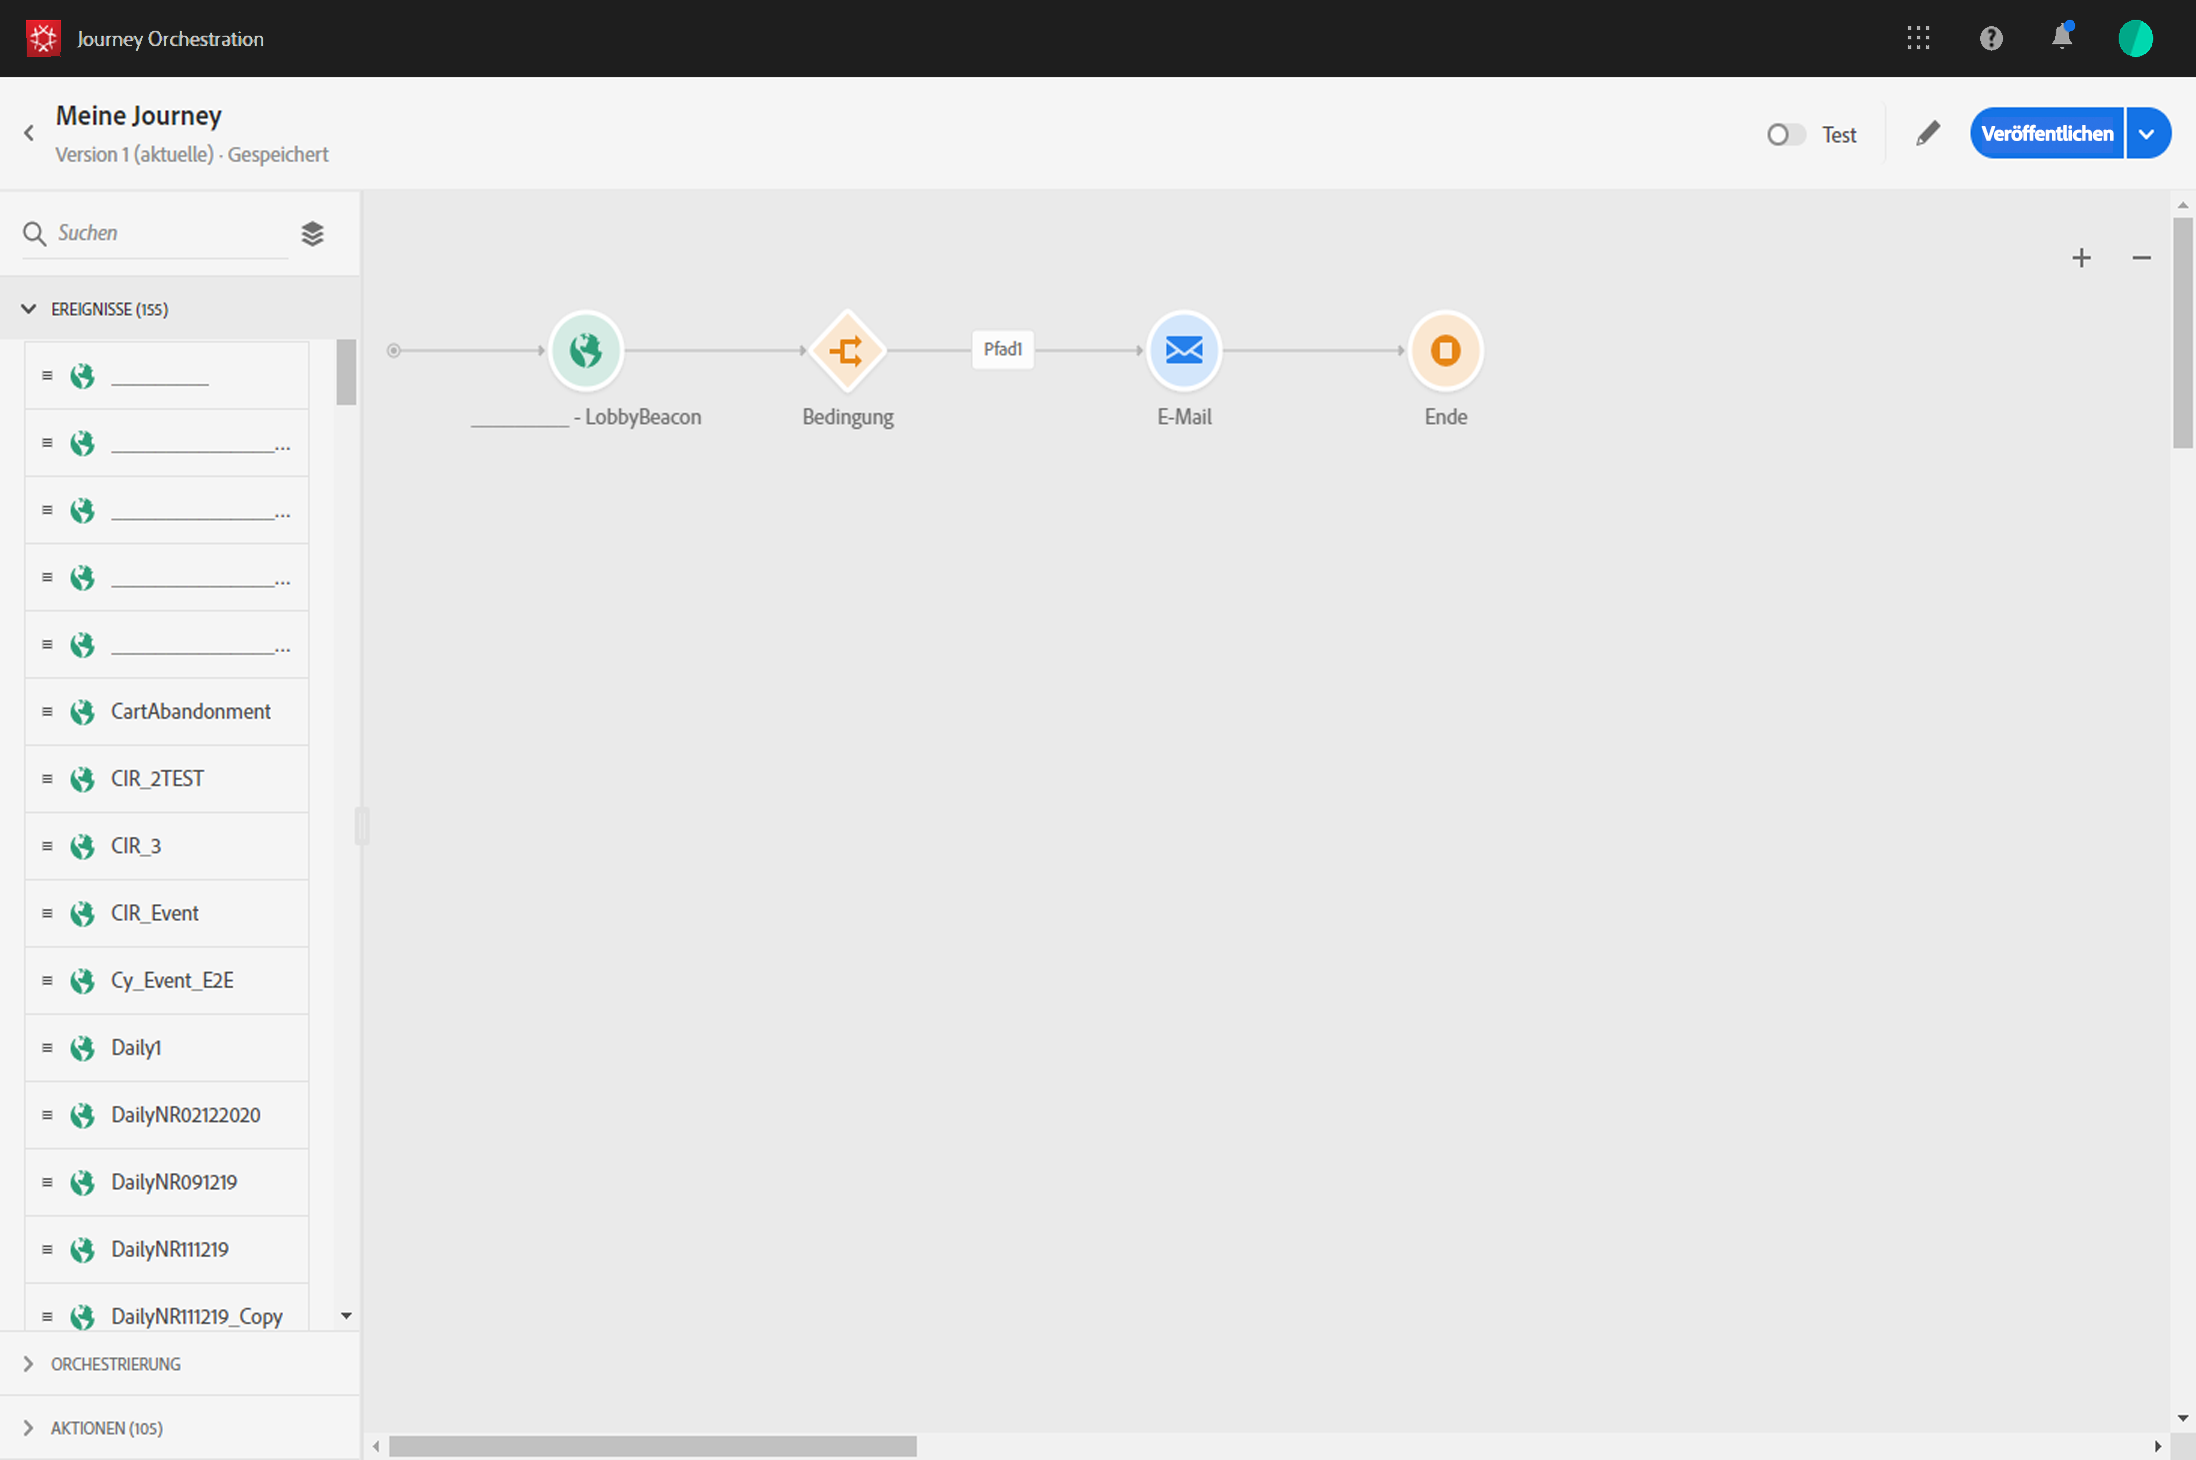 Journey Orchestration
Meine Journey
Version 1 (aktuelle) · Gespeichert
Test
Veröffentlichen
Suchen
EREIGNISSE (155)
_________
_______________...
_______________...
_______________...
_______________...
CartAbandonment
CIR_2TEST
CIR_3
CIR_Event
Cy_Event_E2E
Daily1
DailyNR02122020
DailyNR091219
DailyNR111219
DailyNR111219_Copy
ORCHESTRIERUNG
AKTIONEN (105)
Pfad1
_________ - LobbyBeacon
Bedingung
E-Mail
Ende